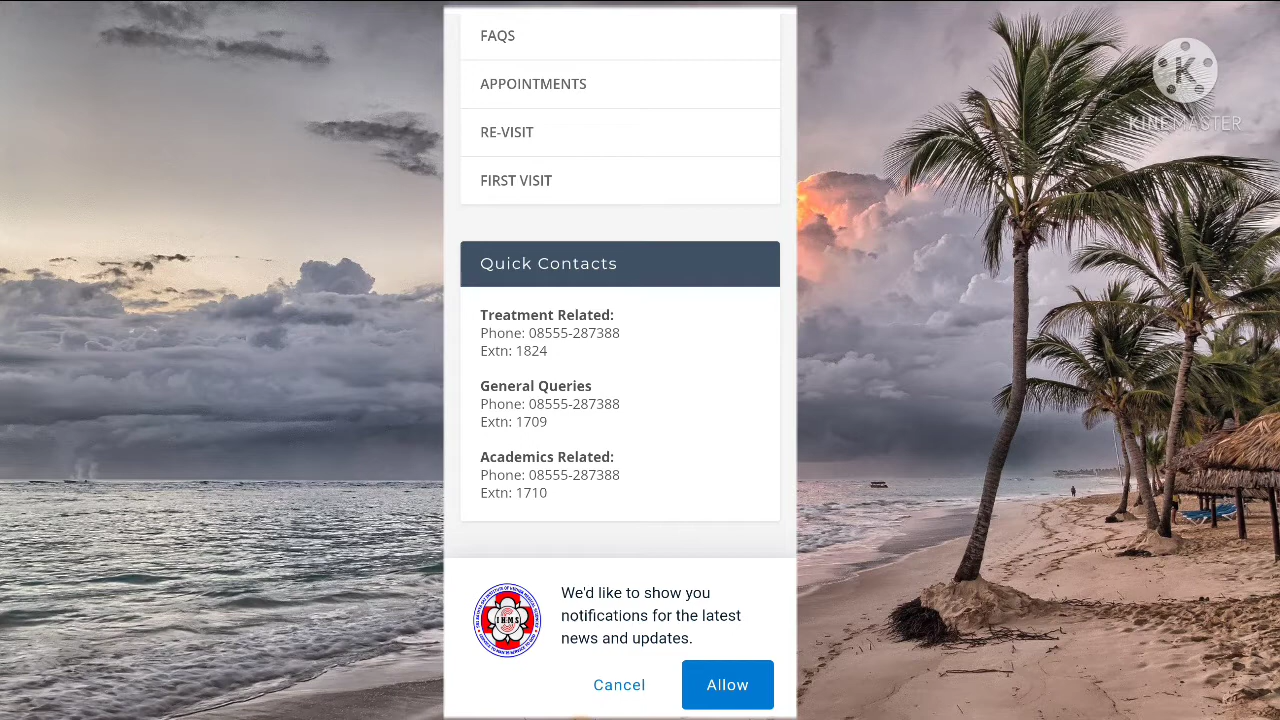 FAQS
APPOINTMENTS
RE-VISIT
FIRST VISIT
Quick Contacts
Treatment Related:
Phone: 08555-287388
Extn: 1824
General Queries
Phone: 08555-287388
Extn: 1709
Academics Related:
Phone: 08555-287388
Extn: 1710
We'd like to show you
notifications for the latest
news and updates.
IHMS
Cancel
Allow
K
KINEMASTER